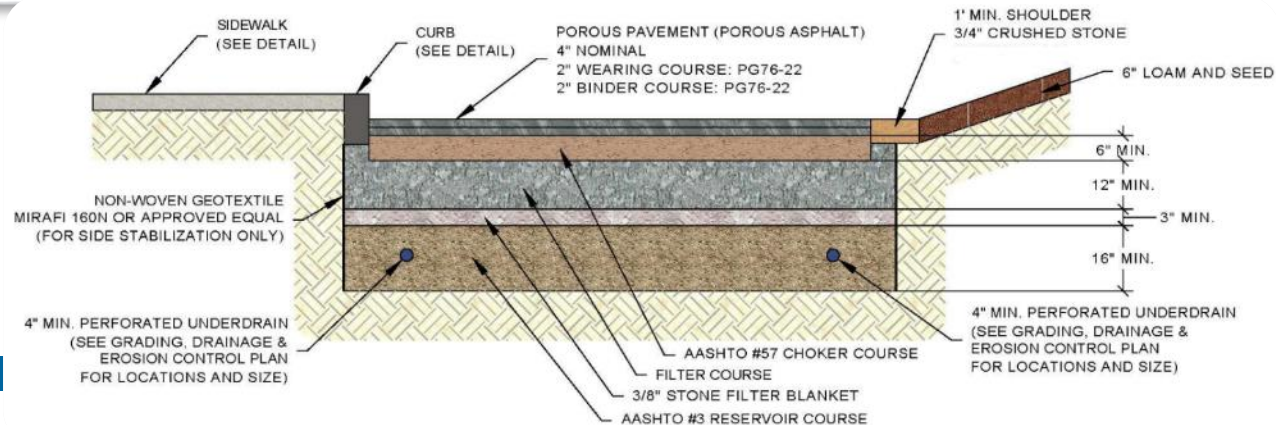 SIDEWALK
(SEE DETAIL)
CURB
(SEE DETAIL)
POROUS PAVEMENT (POROUS ASPHALT)
4" NOMINAL
2" WEARING COURSE: PG76-22
2" BINDER COURSE: PG76-22
1' MIN. SHOULDER
3/4" CRUSHED STONE
6" LOAM AND SEED
6" MIN.
12" MIN.
3" MIN.
16" MIN.
NON-WOVEN GEOTEXTILE
MIRAFI 160N OR APPROVED EQUAL
(FOR SIDE STABILIZATION ONLY)
4" MIN. PERFORATED UNDERDRAIN
(SEE GRADING, DRAINAGE &
EROSION CONTROL PLAN
FOR LOCATIONS AND SIZE)
AASHTO #57 CHOKER COURSE
FILTER COURSE
3/8" STONE FILTER BLANKET
AASHTO #3 RESERVOIR COURSE
4" MIN. PERFORATED UNDERDRAIN
(SEE GRADING, DRAINAGE &
EROSION CONTROL PLAN
FOR LOCATIONS AND SIZE)